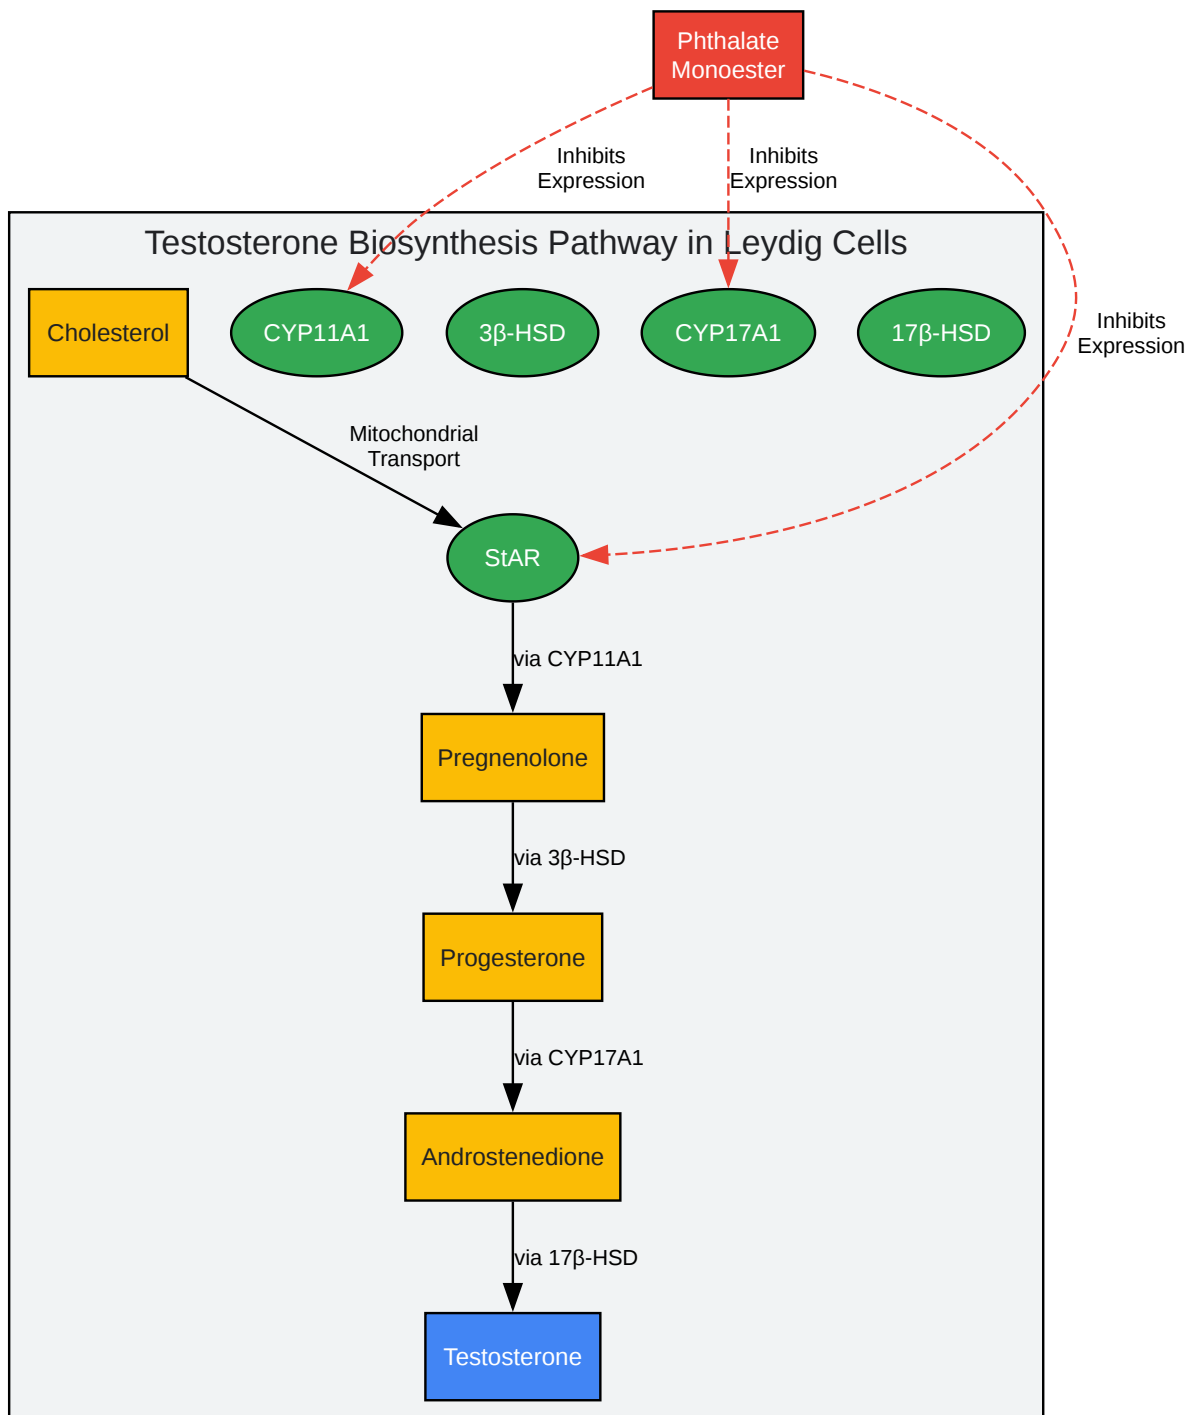 Phthalate
Monoester
Inhibits
Expression
Inhibits
Expression
Testosterone Biosynthesis Pathway in Leydig Cells
Cholesterol
CYP11A1
3β-HSD
CYP17A1
17β-HSD
Inhibits
Expression
Mitochondrial
Transport
StAR
via CYP11A1
Pregnenolone
via 3β-HSD
Progesterone
via CYP17A1
Androstenedione
via 17β-HSD
Testosterone